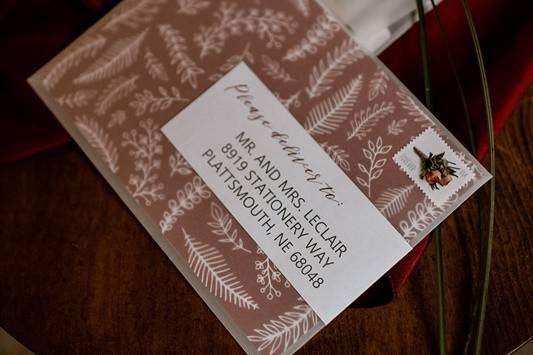 Please deliver to:
MR. AND MRS. LECLAIR
8919 STATIONERY WAY
PLATTSMOUTH, NE 68048